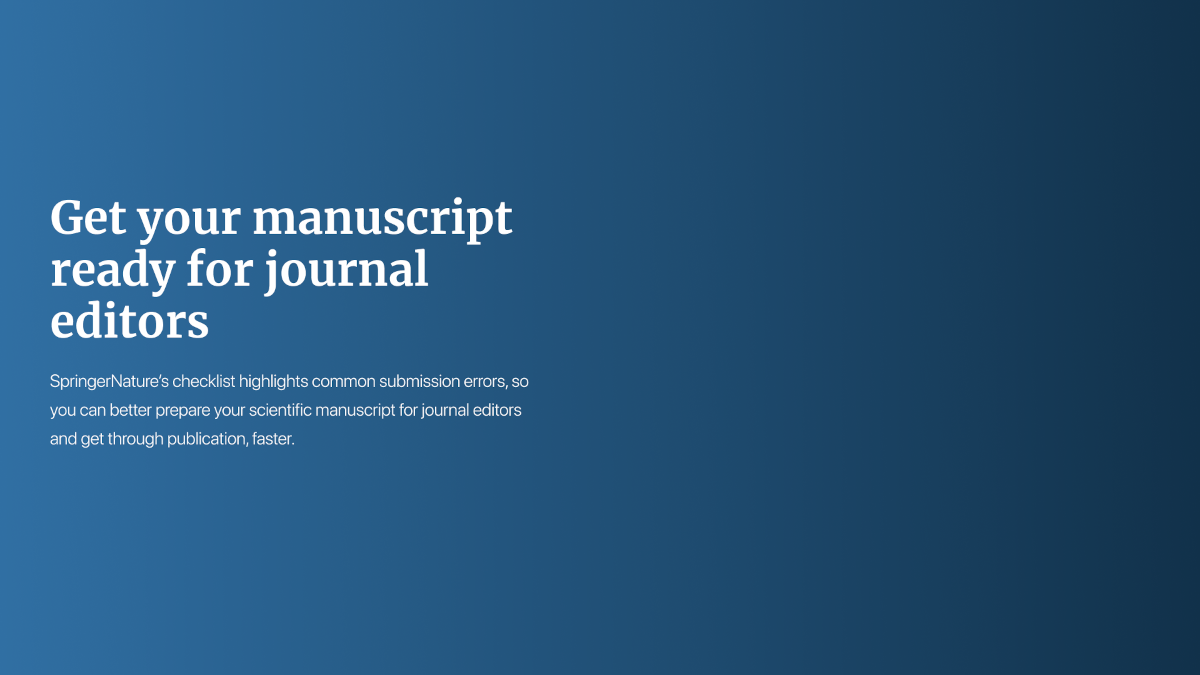 Get your manuscript
ready for journal
editors
SpringerNature’s checklist highlights common submission errors, so
you can better prepare your scientific manuscript for journal editors
and get through publication, faster.